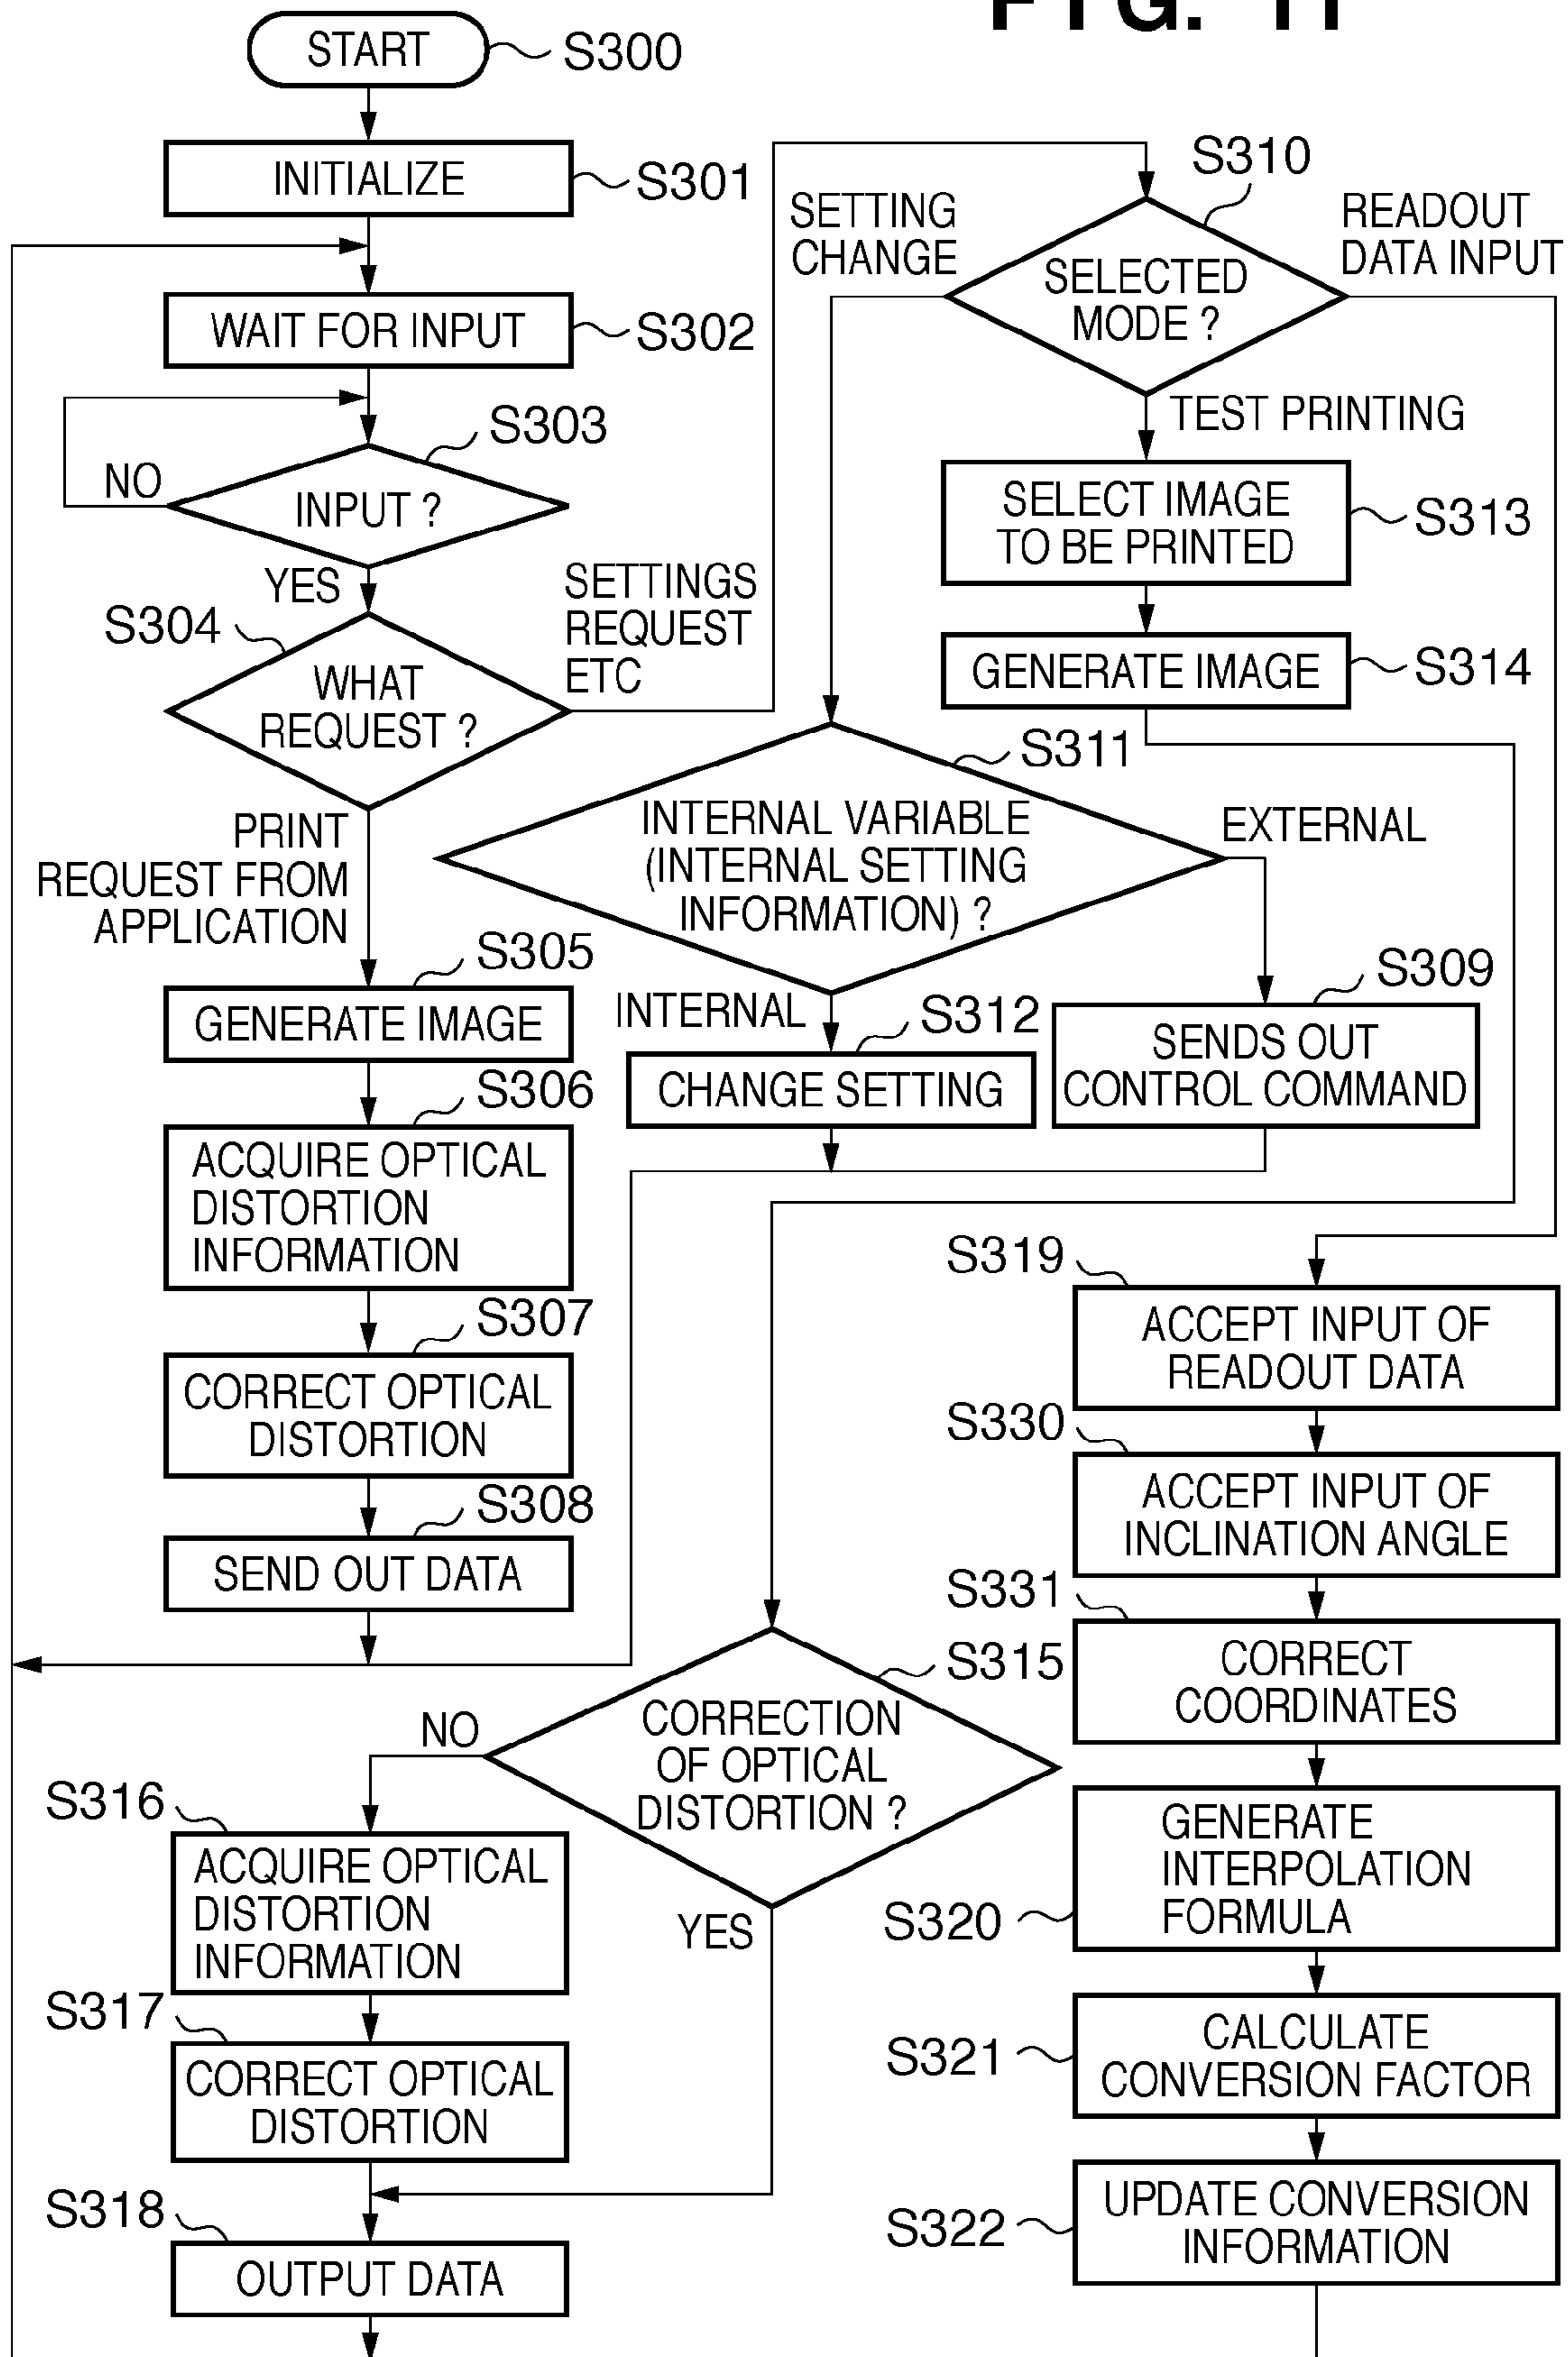 FIG. 11
START
S300
INITIALIZE
S301
WAIT FOR INPUT
S302
S303
NO
INPUT ?
YES
S304
WHAT
REQUEST ?
SETTINGS
REQUEST
ETC
PRINT
REQUEST FROM
APPLICATION
S305
GENERATE IMAGE
S306
ACQUIRE OPTICAL
DISTORTION
INFORMATION
S307
CORRECT OPTICAL
DISTORTION
S308
SEND OUT DATA
S310
SETTING
CHANGE
READOUT
DATA INPUT
SELECTED
MODE ?
TEST PRINTING
SELECT IMAGE
TO BE PRINTED
S313
GENERATE IMAGE
S314
S311
INTERNAL VARIABLE
(INTERNAL SETTING
INFORMATION) ?
EXTERNAL
INTERNAL
S312
CHANGE SETTING
S309
SENDS OUT
CONTROL COMMAND
S315
CORRECTION
OF OPTICAL
DISTORTION ?
NO
YES
S316
ACQUIRE OPTICAL
DISTORTION
INFORMATION
S317
CORRECT OPTICAL
DISTORTION
S318
OUTPUT DATA
S319
ACCEPT INPUT OF
READOUT DATA
S330
ACCEPT INPUT OF
INCLINATION ANGLE
S331
CORRECT
COORDINATES
GENERATE
INTERPOLATION
FORMULA
S320
CALCULATE
CONVERSION FACTOR
S321
UPDATE CONVERSION
INFORMATION
S322